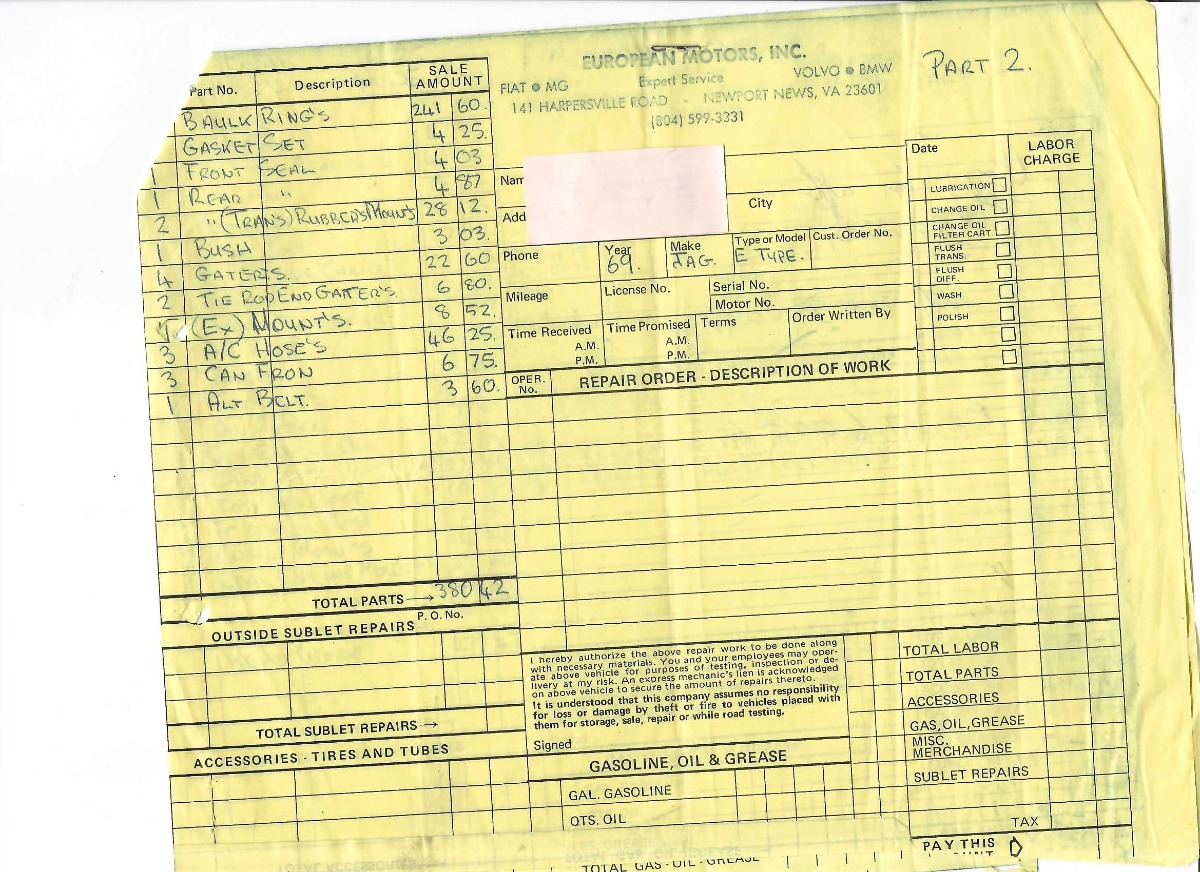 EUROPEAN MOTORS, INC.
FIAT ● MG Expert Service VOLVO ● BMW
141 HARPERSVILLE ROAD - NEWPORT NEWS, VA 23601
(804) 599-3331
PART 2.
Part No. Description SALE AMOUNT
BAULK RING'S 241 60.
GASKET SET 4 25.
1 FRONT SEAL 4 03
1 REAR " 4 87
2 " (TRANS) RUBBER'S MOUNT'S 28 12.
1 BUSH 3 03.
4 GATER'S. 22 60
2 TIE ROD END GATTER'S. 6 80.
(EX) MOUNT'S. 8 52.
3 A/C HOSE'S 46 25.
3 CAN FRON 6 75.
1 ALT BELT. 3 60.
TOTAL PARTS → 380 42
P.O. No.
OUTSIDE SUBLET REPAIRS
TOTAL SUBLET REPAIRS →
ACCESSORIES - TIRES AND TUBES
Nam
Add
City
Phone
Year 69.
Make JAG.
Type or Model E TYPE.
Cust. Order No.
Mileage
License No.
Serial No.
Motor No.
Time Received A.M. P.M.
Time Promised A.M. P.M.
Terms
Order Written By
Date
LABOR CHARGE
LUBRICATION
CHANGE OIL
CHANGE OIL FILTER CART.
FLUSH TRANS.
FLUSH DIFF.
WASH
POLISH
OPER. No.
REPAIR ORDER - DESCRIPTION OF WORK
I hereby authorize the above repair work to be done along
with necessary materials. You and your employees may oper-
ate above vehicle for purposes of testing, inspection or de-
livery at my risk. An express mechanic's lien is acknowledged
on above vehicle to secure the amount of repairs thereto.
It is understood that this company assumes no responsibility
for loss or damage by theft or fire to vehicles placed with
them for storage, sale, repair or while road testing.
Signed
GASOLINE, OIL & GREASE
GAL. GASOLINE
QTS. OIL
TOTAL GAS - OIL - GREASE
TOTAL LABOR
TOTAL PARTS
ACCESSORIES
GAS, OIL, GREASE
MISC. MERCHANDISE
SUBLET REPAIRS
TAX
PAY THIS